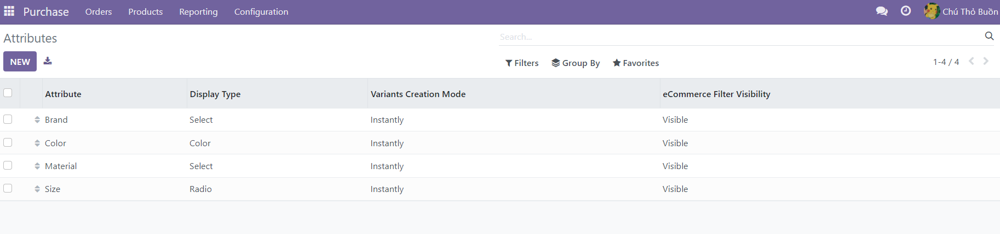 Purchase Orders Products Reporting Configuration Chú Thỏ Buồn
Attributes Search...
NEW Filters Group By Favorites 1-4 / 4
Attribute Display Type Variants Creation Mode eCommerce Filter Visibility
Brand Select Instantly Visible
Color Color Instantly Visible
Material Select Instantly Visible
Size Radio Instantly Visible